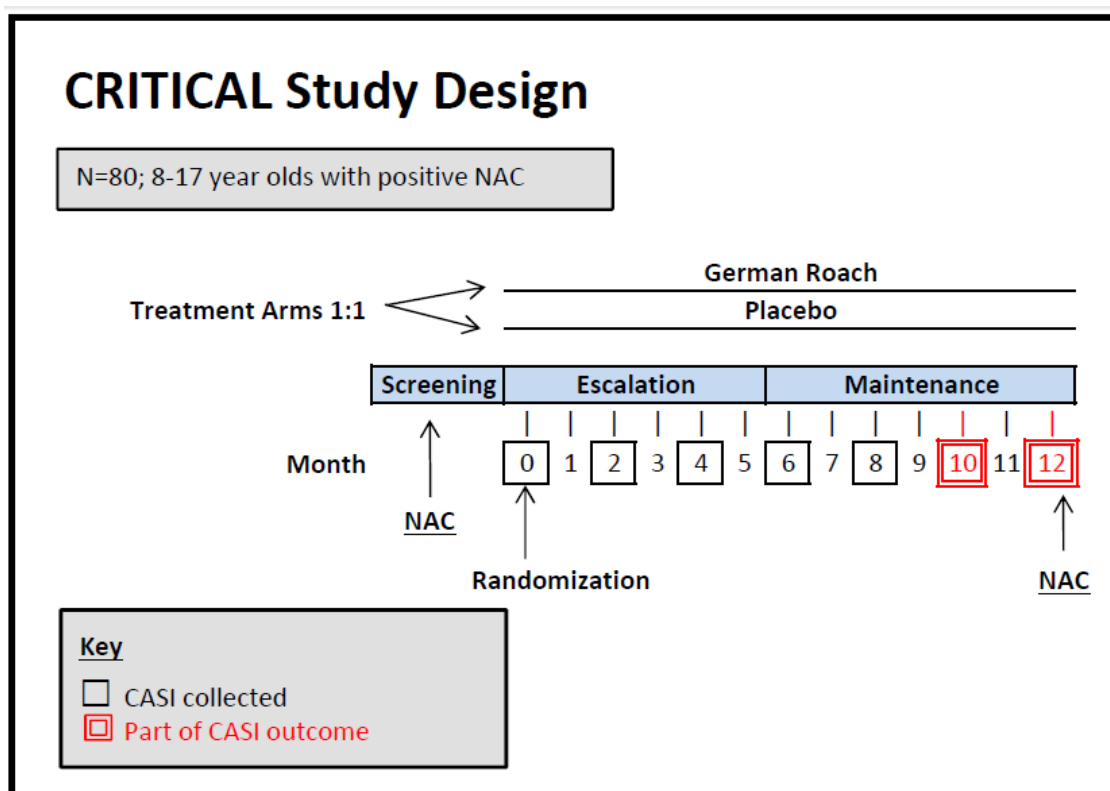 CRITICAL Study Design
N=80; 8-17 year olds with positive NAC
German Roach
Treatment Arms 1:1
Placebo
Screening Escalation Maintenance
Month 0 1 2 3 4 5 6 7 8 9 10 11 12
NAC
Randomization
NAC
Key
CASI collected
Part of CASI outcome